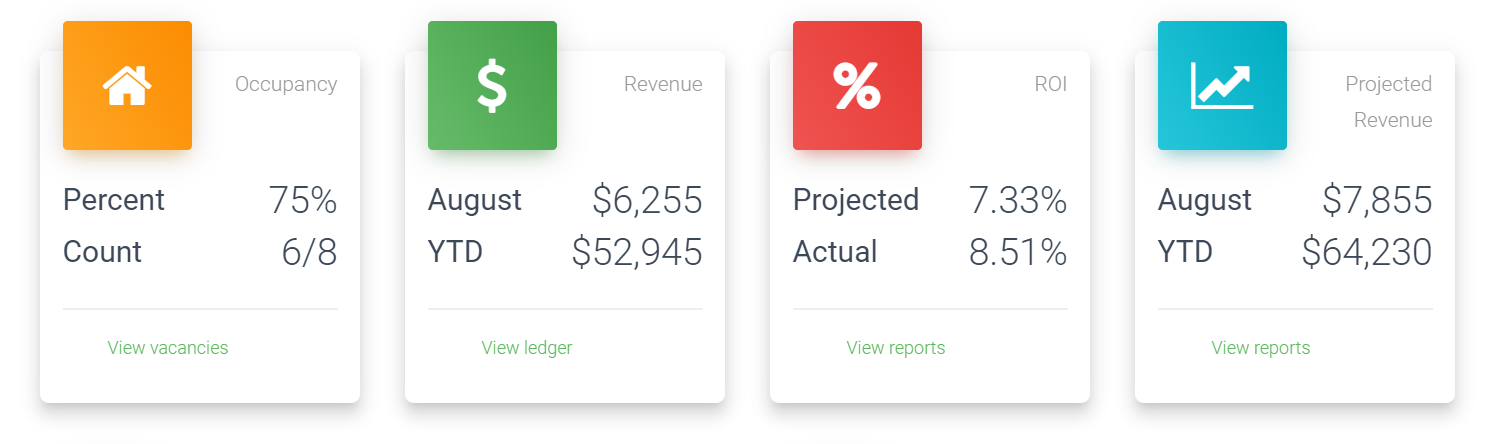 Occupancy
Percent 75%
Count 6/8
View vacancies
Revenue
August $6,255
YTD $52,945
View ledger
ROI
Projected 7.33%
Actual 8.51%
View reports
Projected
Revenue
August $7,855
YTD $64,230
View reports